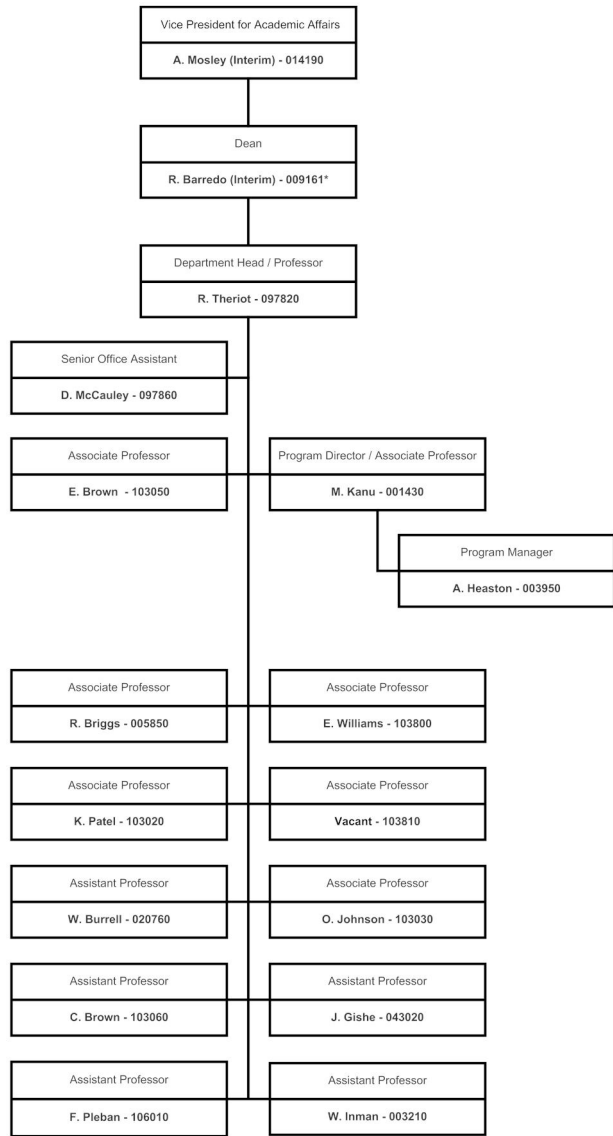 Vice President for Academic Affairs
A. Mosley (Interim) - 014190
Dean
R. Barredo (Interim) - 009161*
Department Head / Professor
R. Theriot - 097820
Senior Office Assistant
D. McCauley - 097860
Associate Professor
E. Brown - 103050
Program Director / Associate Professor
M. Kanu - 001430
Program Manager
A. Heaston - 003950
Associate Professor
R. Briggs - 005850
Associate Professor
E. Williams - 103800
Associate Professor
K. Patel - 103020
Associate Professor
Vacant - 103810
Assistant Professor
W. Burrell - 020760
Associate Professor
O. Johnson - 103030
Assistant Professor
C. Brown - 103060
Assistant Professor
J. Gishe - 043020
Assistant Professor
F. Pleban - 106010
Assistant Professor
W. Inman - 003210